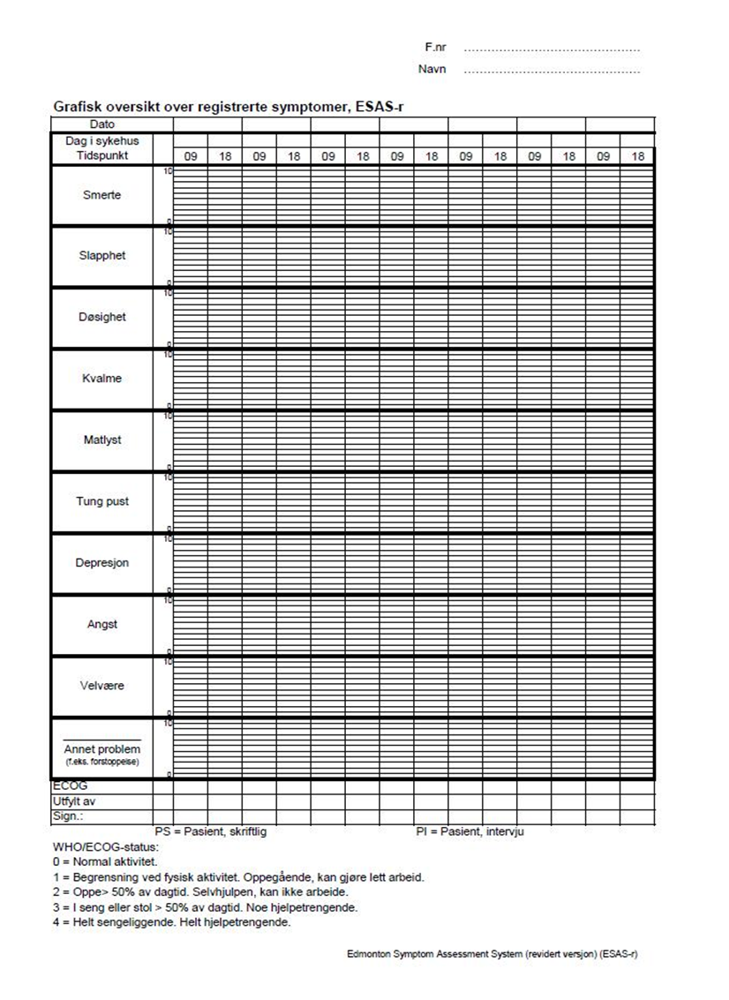 F.nr ................................................
Navn ................................................
Grafisk oversikt over registrerte symptomer, ESAS-r
Dato
Dag i sykehus
Tidspunkt 09 18 09 18 09 18 09 18 09 18 09 18 09 18
10
Smerte
0
10
Slapphet
0
10
Døsighet
0
10
Kvalme
0
10
Matlyst
0
10
Tung pust
0
10
Depresjon
0
10
Angst
0
10
Velvære
0
10
Annet problem
(f.eks. forstoppelse)
0
ECOG
Utfylt av
Sign.:
PS = Pasient, skriftlig PI = Pasient, intervju
WHO/ECOG-status:
0 = Normal aktivitet.
1 = Begrensning ved fysisk aktivitet. Oppegående, kan gjøre lett arbeid.
2 = Oppe> 50% av dagtid. Selvhjulpen, kan ikke arbeide.
3 = I seng eller stol > 50% av dagtid. Noe hjelpetrengende.
4 = Helt sengeliggende. Helt hjelpetrengende.
Edmonton Symptom Assessment System (revidert versjon) (ESAS-r)